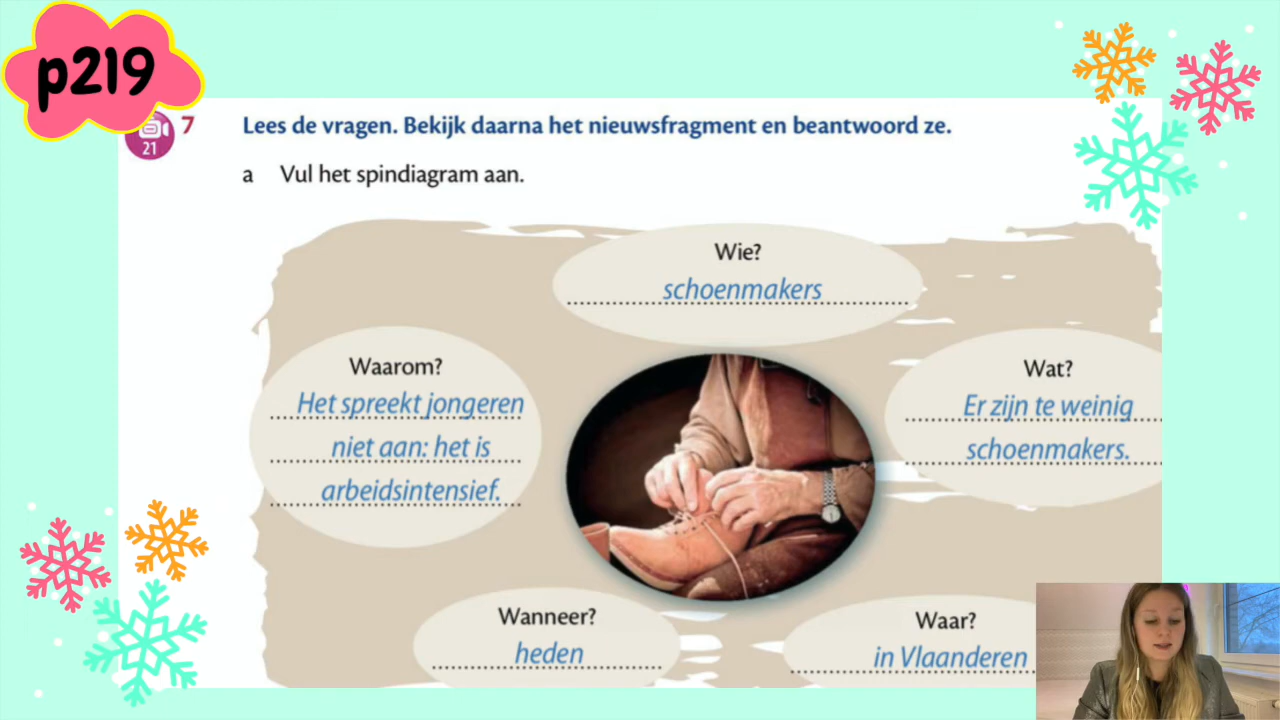 p219
21
7 Lees de vragen. Bekijk daarna het nieuwsfragment en beantwoord ze.
a Vul het spindiagram aan.
Wie?
schoenmakers
Waarom?
Het spreekt jongeren
niet aan: het is
arbeidsintensief.
Wat?
Er zijn te weinig
schoenmakers.
Wanneer?
heden
Waar?
in Vlaanderen